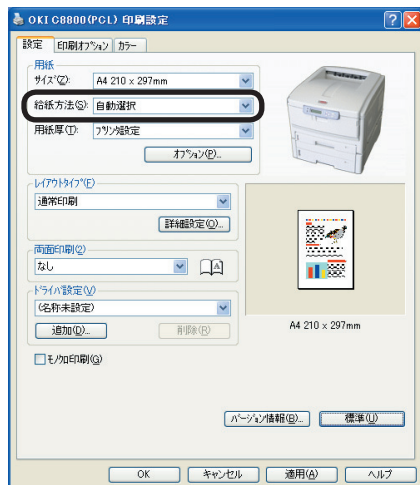 OKI C8800(PCL) 印刷設定
設定 印刷オプション カラー
用紙
サイズ(Z): A4 210 x 297mm
給紙方法(S): 自動選択
用紙厚(T): プリンタ設定
オプション(P)...
レイアウトタイプ(F)
通常印刷
詳細設定(O)...
両面印刷(2)
なし
ドライバ設定(V)
(名称未設定)
追加(D)... 削除(R)
A4 210 x 297mm
モノクロ印刷(G)
バージョン情報(B)... 標準(U)
OK キャンセル 適用(A) ヘルプ